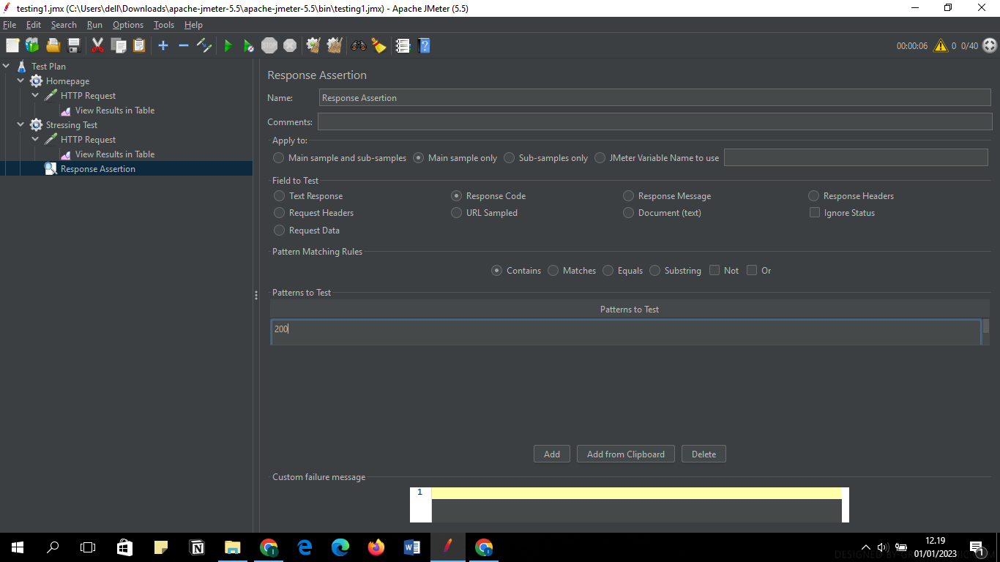 testing1.jmx (C:\Users\dell\Downloads\apache-jmeter-5.5\apache-jmeter-5.5\bin\testing1.jmx) - Apache JMeter (5.5)
File Edit Search Run Options Tools Help
STOP 00:00:06 0 0/40
Test Plan
Homepage
HTTP Request
View Results in Table
Stressing Test
HTTP Request
View Results in Table
Response Assertion
Response Assertion
Name: Response Assertion
Comments:
Apply to:
Main sample and sub-samples Main sample only Sub-samples only JMeter Variable Name to use
Field to Test
Text Response Response Code Response Message Response Headers
Request Headers URL Sampled Document (text) Ignore Status
Request Data
Pattern Matching Rules
Contains Matches Equals Substring Not Or
Patterns to Test
Patterns to Test
200
Add Add from Clipboard Delete
Custom failure message
1
12.19
01/01/2023
1